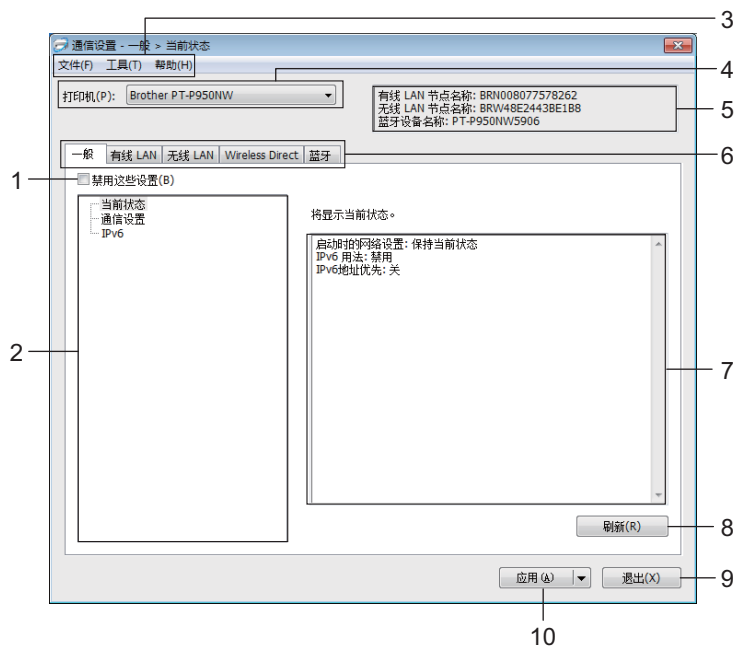 3
通信设置 - 一般 > 当前状态
文件(F) 工具(T) 帮助(H)
4
打印机(P): Brother PT-P950NW
有线 LAN 节点名称: BRN008077578262
无线 LAN 节点名称: BRW48E2443BE1B8
蓝牙设备名称: PT-P950NW5906
5
一般 有线 LAN 无线 LAN Wireless Direct 蓝牙
6
1
禁用这些设置(B)
当前状态
通信设置
IPv6
将显示当前状态。
启动时的网络设置: 保持当前状态
IPv6 用法: 禁用
IPv6地址优先: 关
2
7
刷新(R)
8
应用(A)
退出(X)
9
10